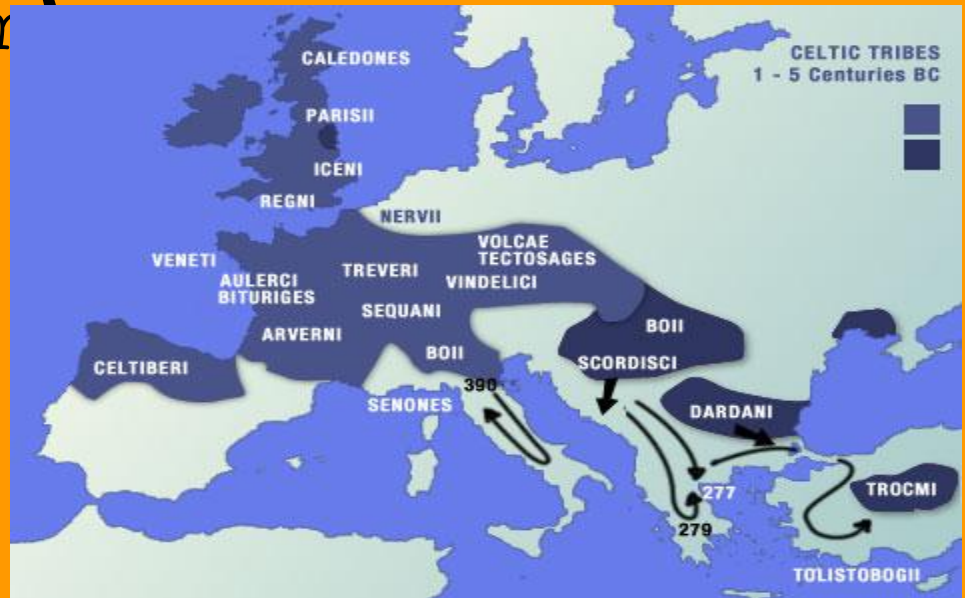 CELTIC TRIBES
1 - 5 Centuries BC
CALEDONES
PARISII
ICENI
REGNI
NERVII
VENETI
AULERCI
BITURIGES
TREVERI
VOLCAE
TECTOSAGES
VINDELICI
SEQUANI
ARVERNI
BOII
CELTIBERI
SENONES
390
BOII
SCORDISCI
DARDANI
277
279
TROCMI
TOLISTOBOGII